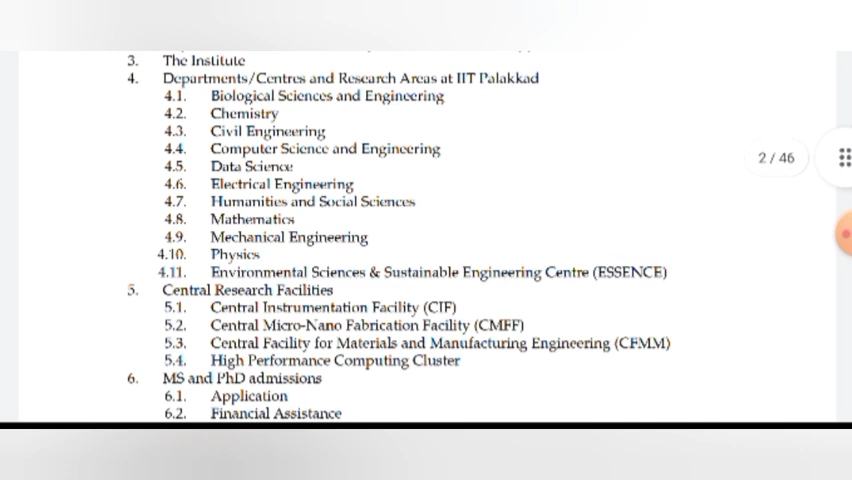 3. The Institute
4. Departments/Centres and Research Areas at IIT Palakkad
4.1. Biological Sciences and Engineering
4.2. Chemistry
4.3. Civil Engineering
4.4. Computer Science and Engineering
4.5. Data Science
4.6. Electrical Engineering
4.7. Humanities and Social Sciences
4.8. Mathematics
4.9. Mechanical Engineering
4.10. Physics
4.11. Environmental Sciences & Sustainable Engineering Centre (ESSENCE)
5. Central Research Facilities
5.1. Central Instrumentation Facility (CIF)
5.2. Central Micro-Nano Fabrication Facility (CMFF)
5.3. Central Facility for Materials and Manufacturing Engineering (CFMM)
5.4. High Performance Computing Cluster
6. MS and PhD admissions
6.1. Application
6.2. Financial Assistance
2 / 46